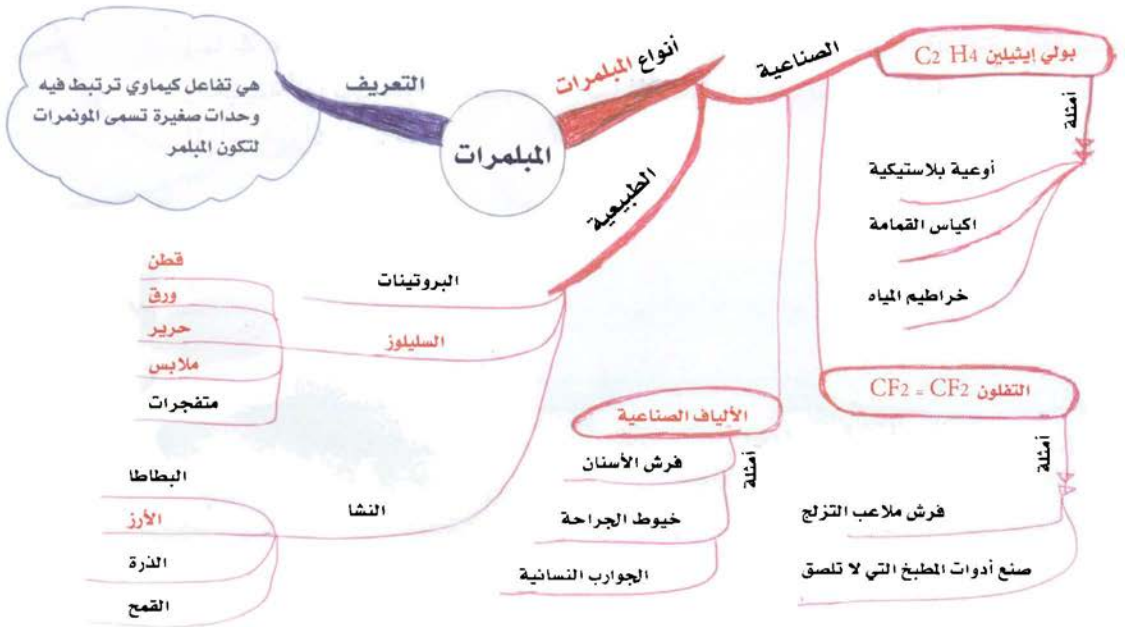 المبلمرات
التعريف
هي تفاعل كيماوي ترتبط فيه
وحدات صغيرة تسمى المونمرات
لتكون المبلمر
أنواع المبلمرات
الصناعية
بولي إيثيلين C2 H4
أمثلة
أوعية بلاستيكية
اكياس القمامة
خراطيم المياه
التفلون CF2 = CF2
أمثلة
فرش ملاعب التزلج
صنع أدوات المطبخ التي لا تلصق
الألياف الصناعية
أمثلة
فرش الأسنان
خيوط الجراحة
الجوارب النسائية
الطبيعية
البروتينات
السليلوز
قطن
ورق
حرير
ملابس
متفجرات
النشا
البطاطا
الأرز
الذرة
القمح